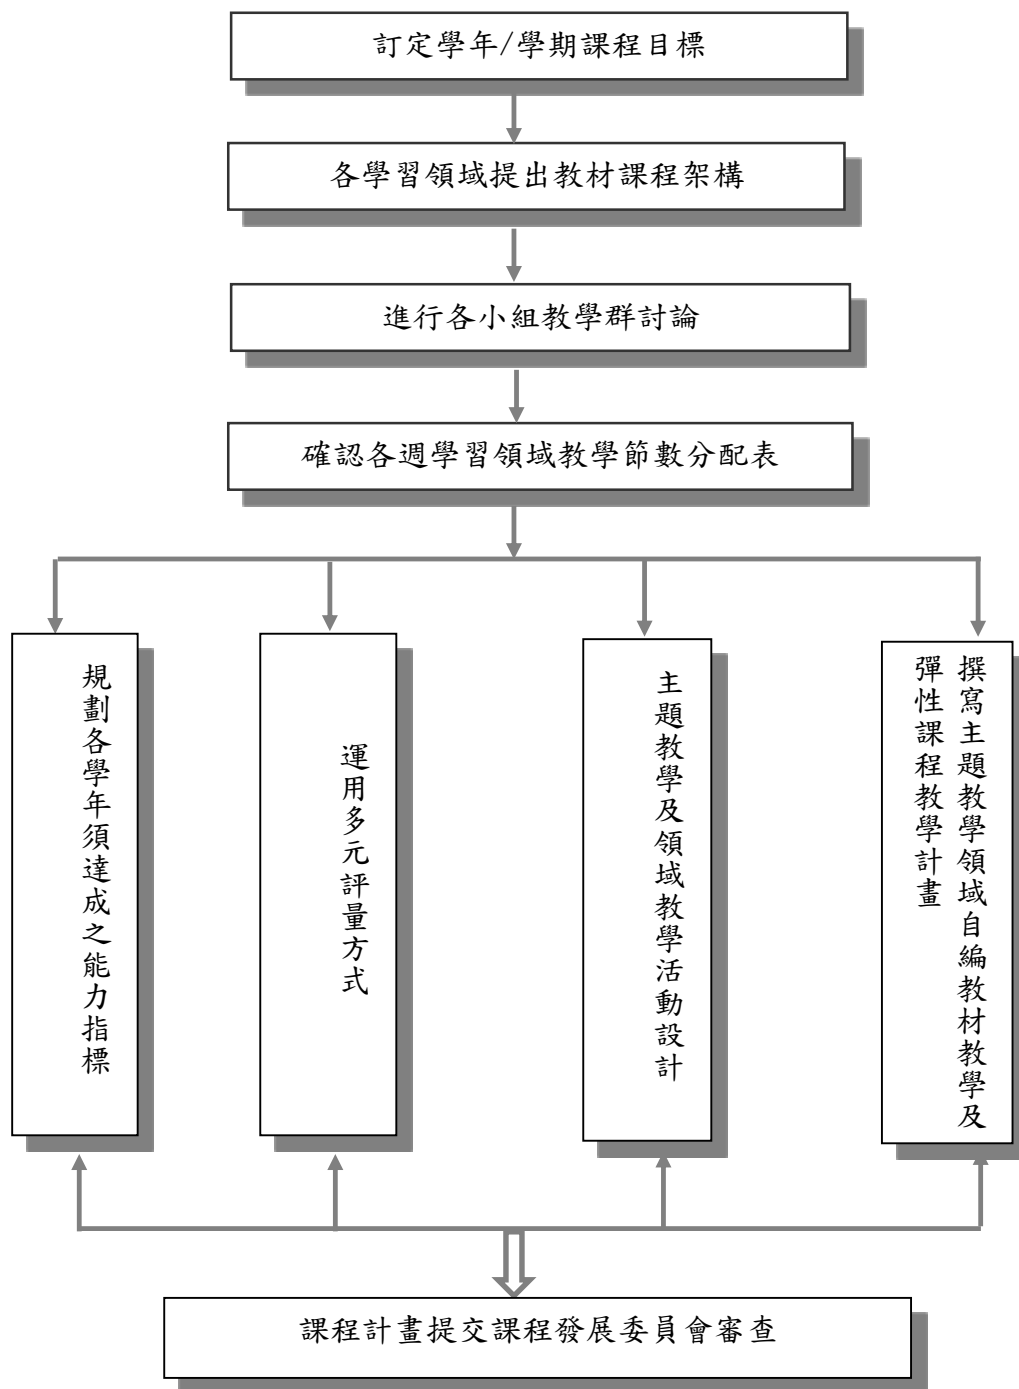 訂定學年/學期課程目標
各學習領域提出教材課程架構
進行各小組教學群討論
確認各週學習領域教學節數分配表
規劃各學年須達成之能力指標
運用多元評量方式
主題教學及領域教學活動設計
撰寫主題教學領域自編教材教學及
彈性課程教學計畫
課程計畫提交課程發展委員會審查